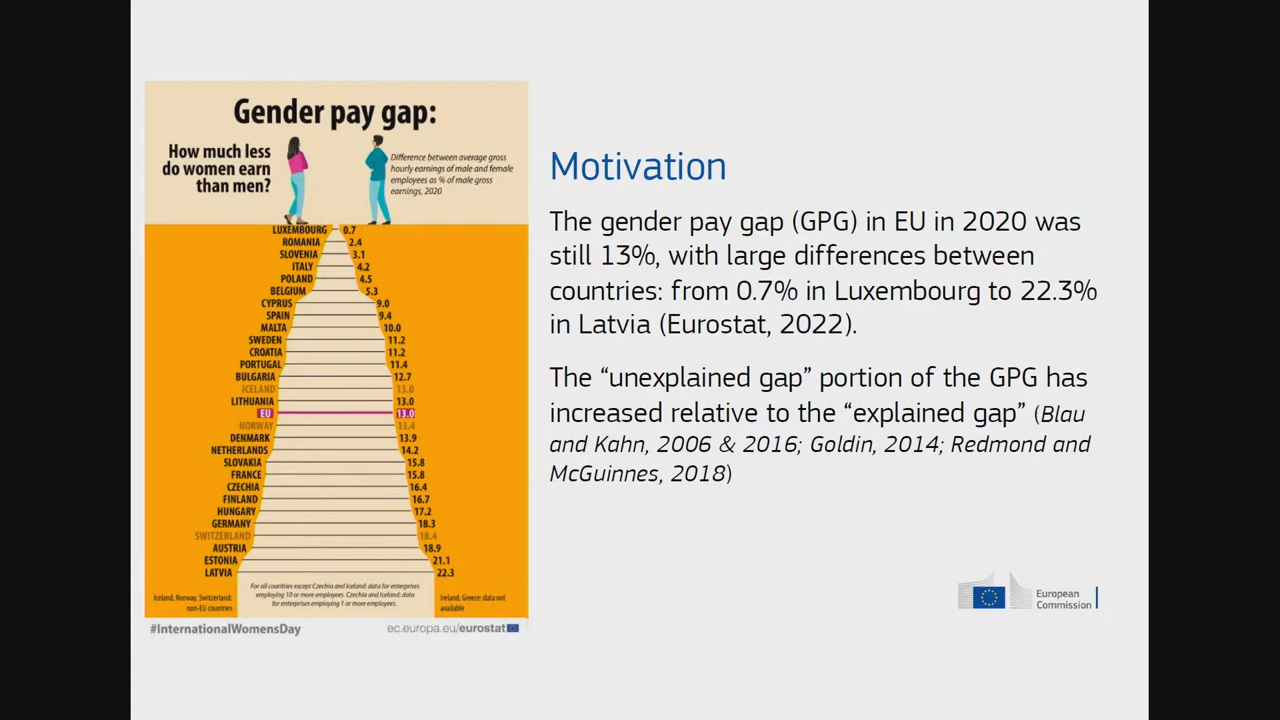 Gender pay gap:
How much less
do women earn
than men?
Difference between average gross
hourly earnings of male and female
employees as % of male gross
earnings, 2020
LUXEMBOURG 0.7
ROMANIA 2.4
SLOVENIA 3.1
ITALY 4.2
POLAND 4.5
BELGIUM 5.3
CYPRUS 9.0
SPAIN 9.4
MALTA 10.0
SWEDEN 11.2
CROATIA 11.2
PORTUGAL 11.4
BULGARIA 12.7
ICELAND 13.0
LITHUANIA 13.0
EU 13.0
NORWAY 13.4
DENMARK 13.9
NETHERLANDS 14.2
SLOVAKIA 15.8
FRANCE 15.8
CZECHIA 16.4
FINLAND 16.7
HUNGARY 17.2
GERMANY 18.3
SWITZERLAND 18.4
AUSTRIA 18.9
ESTONIA 21.1
LATVIA 22.3
For all countries except Czechia and Iceland: data for enterprises
employing 10 or more employees. Czechia and Iceland: data
for enterprises employing 1 or more employees.
Iceland, Norway, Switzerland:
non-EU countries
Ireland, Greece: data not
available
#InternationalWomensDay
ec.europa.eu/eurostat
Motivation
The gender pay gap (GPG) in EU in 2020 was
still 13%, with large differences between
countries: from 0.7% in Luxembourg to 22.3%
in Latvia (Eurostat, 2022).
The “unexplained gap” portion of the GPG has
increased relative to the “explained gap” (Blau
and Kahn, 2006 & 2016; Goldin, 2014; Redmond and
McGuinnes, 2018)
European
Commission